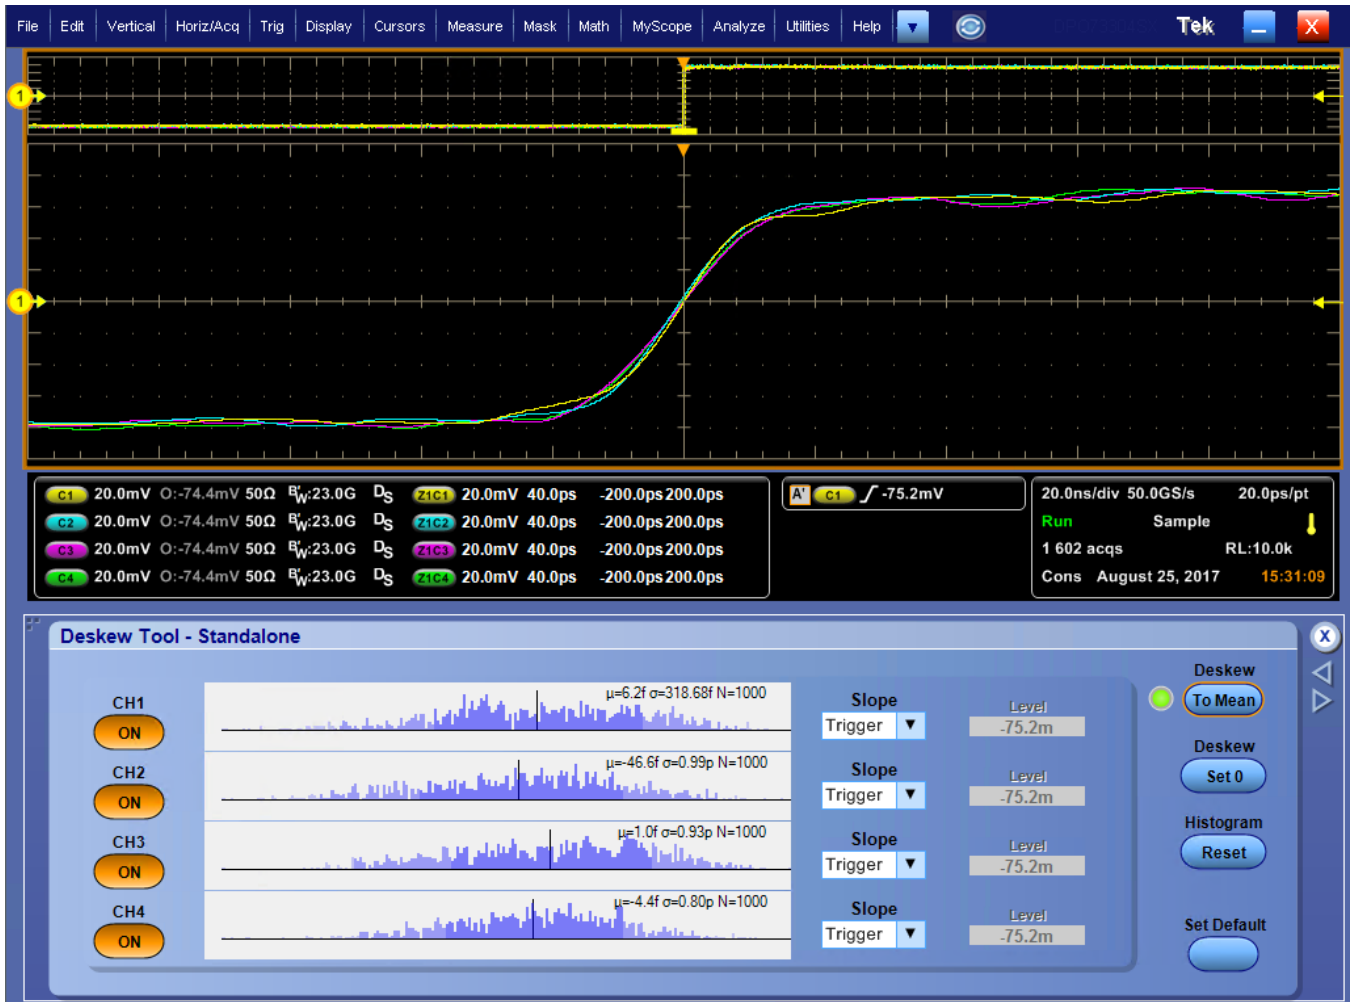 File Edit Vertical Horiz/Acq Trig Display Cursors Measure Mask Math MyScope Analyze Utilities Help Tek X
1
1
C1 20.0mV O:-74.4mV 50Ω BW:23.0G DS Z1C1 20.0mV 40.0ps -200.0ps 200.0ps
C2 20.0mV O:-74.4mV 50Ω BW:23.0G DS Z1C2 20.0mV 40.0ps -200.0ps 200.0ps
C3 20.0mV O:-74.4mV 50Ω BW:23.0G DS Z1C3 20.0mV 40.0ps -200.0ps 200.0ps
C4 20.0mV O:-74.4mV 50Ω BW:23.0G DS Z1C4 20.0mV 40.0ps -200.0ps 200.0ps
A' C1 -75.2mV
20.0ns/div 50.0GS/s 20.0ps/pt
Run Sample
1 602 acqs RL:10.0k
Cons August 25, 2017 15:31:09
Deskew Tool - Standalone
X
CH1
ON
μ=6.2f σ=318.68f N=1000
Slope
Trigger
Level
-75.2m
CH2
ON
μ=-46.6f σ=0.99p N=1000
Slope
Trigger
Level
-75.2m
CH3
ON
μ=1.0f σ=0.93p N=1000
Slope
Trigger
Level
-75.2m
CH4
ON
μ=-4.4f σ=0.80p N=1000
Slope
Trigger
Level
-75.2m
Deskew
To Mean
Deskew
Set 0
Histogram
Reset
Set Default